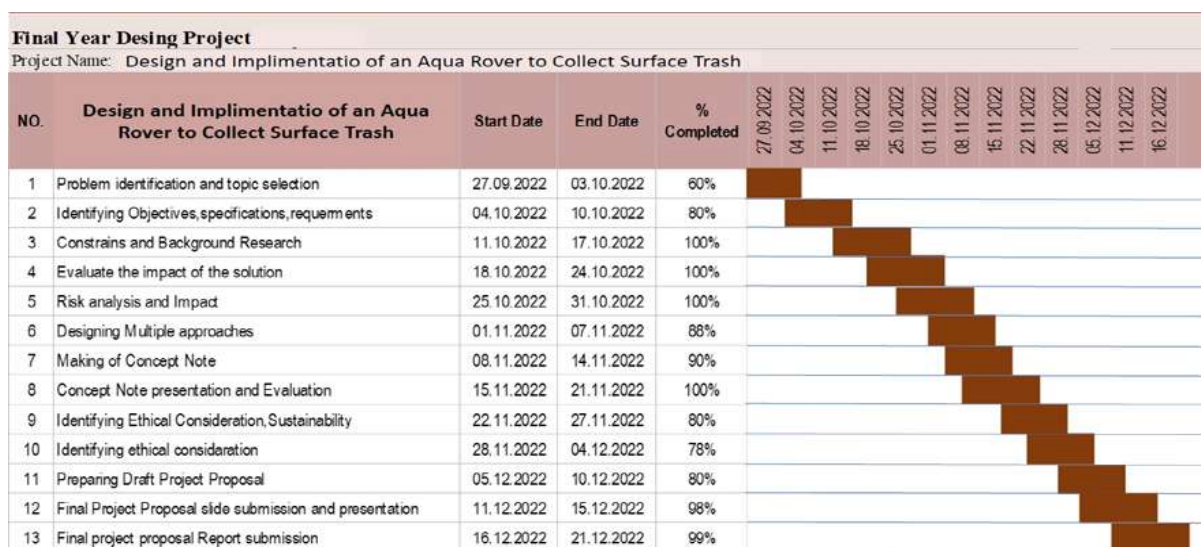 Final Year Desing Project
Project Name: Design and Implimentatio of an Aqua Rover to Collect Surface Trash
NO. Design and Implimentatio of an Aqua Rover to Collect Surface Trash Start Date End Date % Completed 27.09.2022 04.10.2022 11.10.2022 18.10.2022 25.10.2022 01.11.2022 08.11.2022 15.11.2022 22.11.2022 28.11.2022 05.12.2022 11.12.2022 16.12.2022
1 Problem identification and topic selection 27.09.2022 03.10.2022 60%
2 Identifying Objectives,specifications,requerments 04.10.2022 10.10.2022 80%
3 Constrains and Background Research 11.10.2022 17.10.2022 100%
4 Evaluate the impact of the solution 18.10.2022 24.10.2022 100%
5 Risk analysis and Impact 25.10.2022 31.10.2022 100%
6 Designing Multiple approaches 01.11.2022 07.11.2022 88%
7 Making of Concept Note 08.11.2022 14.11.2022 90%
8 Concept Note presentation and Evaluation 15.11.2022 21.11.2022 100%
9 Identifying Ethical Consideration,Sustainability 22.11.2022 27.11.2022 80%
10 Identifying ethical considaration 28.11.2022 04.12.2022 78%
11 Preparing Draft Project Proposal 05.12.2022 10.12.2022 80%
12 Final Project Proposal slide submission and presentation 11.12.2022 15.12.2022 98%
13 Final project proposal Report submission 16.12.2022 21.12.2022 99%